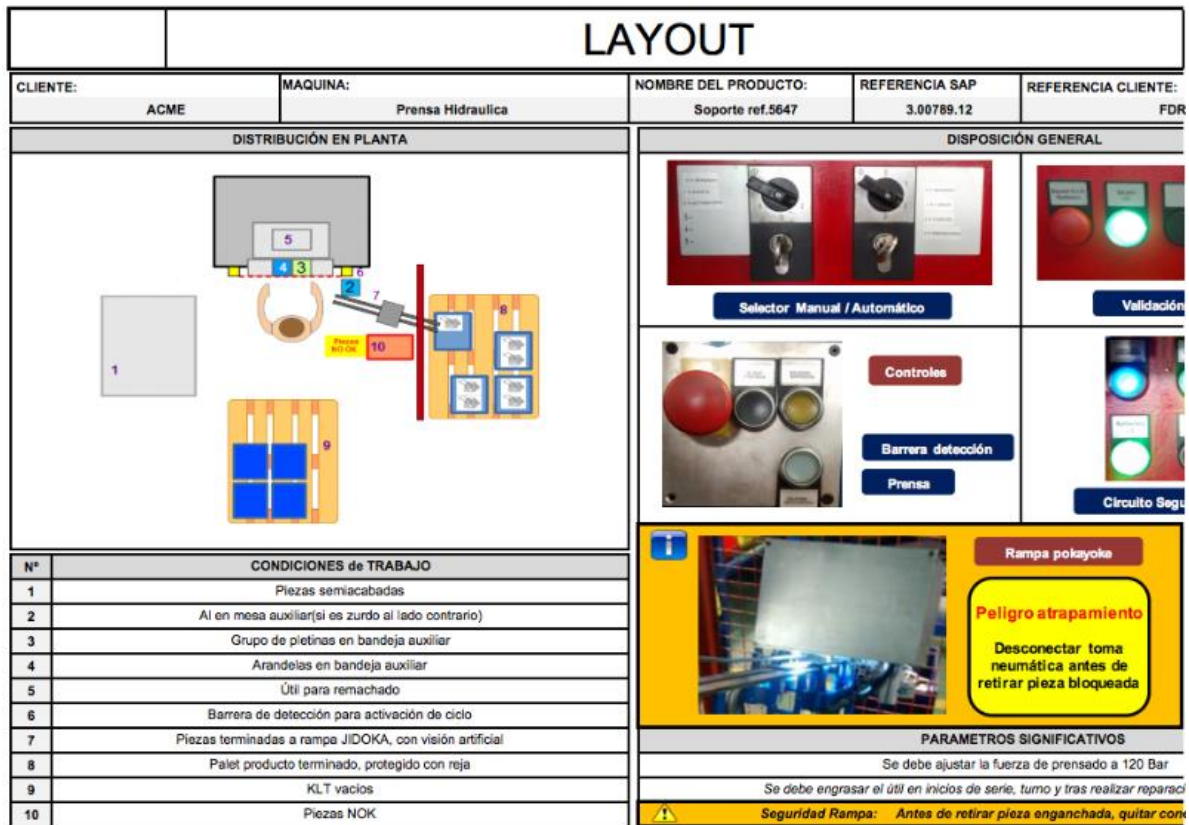 LAYOUT
CLIENTE:
ACME
MAQUINA:
Prensa Hidraulica
NOMBRE DEL PRODUCTO:
Soporte ref.5647
REFERENCIA SAP
3.00789.12
REFERENCIA CLIENTE:
FDR
DISTRIBUCIÓN EN PLANTA
5
4
3
6
2
7
8
Piezas
NO OK
10
1
9
Nº
CONDICIONES de TRABAJO
1
Piezas semiacabadas
2
Al en mesa auxiliar(si es zurdo al lado contrario)
3
Grupo de pletinas en bandeja auxiliar
4
Arandelas en bandeja auxiliar
5
Útil para remachado
6
Barrera de detección para activación de ciclo
7
Piezas terminadas a rampa JIDOKA, con visión artificial
8
Palet producto terminado, protegido con reja
9
KLT vacios
10
Piezas NOK
DISPOSICIÓN GENERAL
Selector Manual / Automático
Validación
Controles
Barrera detección
Prensa
Circuito Segu
i
Rampa pokayoke
Peligro atrapamiento
Desconectar toma
neumática antes de
retirar pieza bloqueada
PARAMETROS SIGNIFICATIVOS
Se debe ajustar la fuerza de prensado a 120 Bar
Se debe engrasar el útil en inicios de serie, turno y tras realizar reparaci
Seguridad Rampa: Antes de retirar pieza enganchada, quitar cone